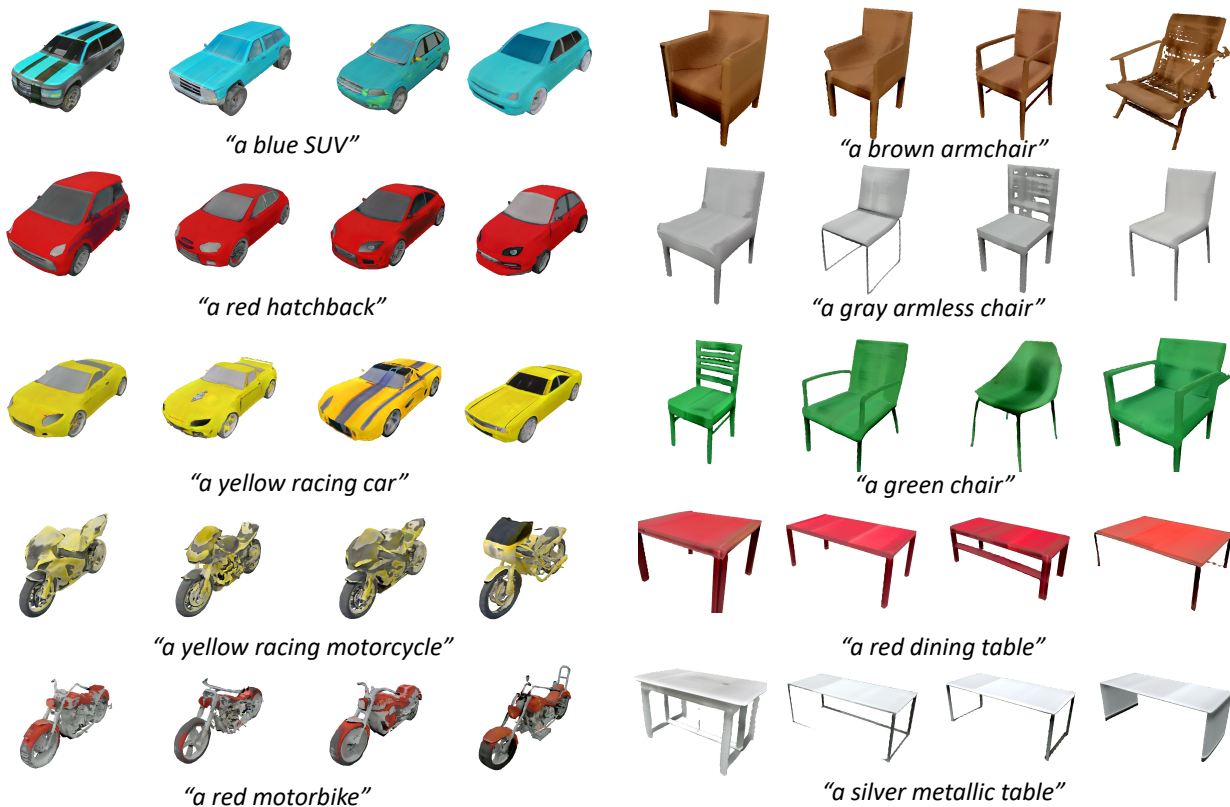 “a blue SUV”
“a brown armchair”
“a red hatchback”
“a gray armless chair”
“a yellow racing car”
“a green chair”
“a yellow racing motorcycle”
“a red dining table”
“a red motorbike”
“a silver metallic table”